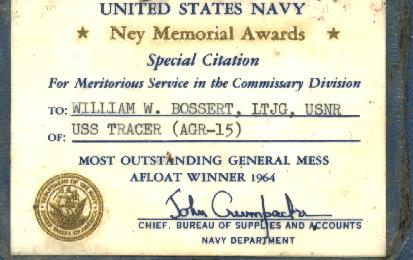 UNITED STATES NAVY
★ Ney Memorial Awards ★
Special Citation
For Meritorious Service in the Commissary Division
TO: WILLIAM W. BOSSERT, LTJG, USNR
OF: USS TRACER (AGR-15)
MOST OUTSTANDING GENERAL MESS
AFLOAT WINNER 1964
John Crumpacker
CHIEF, BUREAU OF SUPPLIES AND ACCOUNTS
NAVY DEPARTMENT